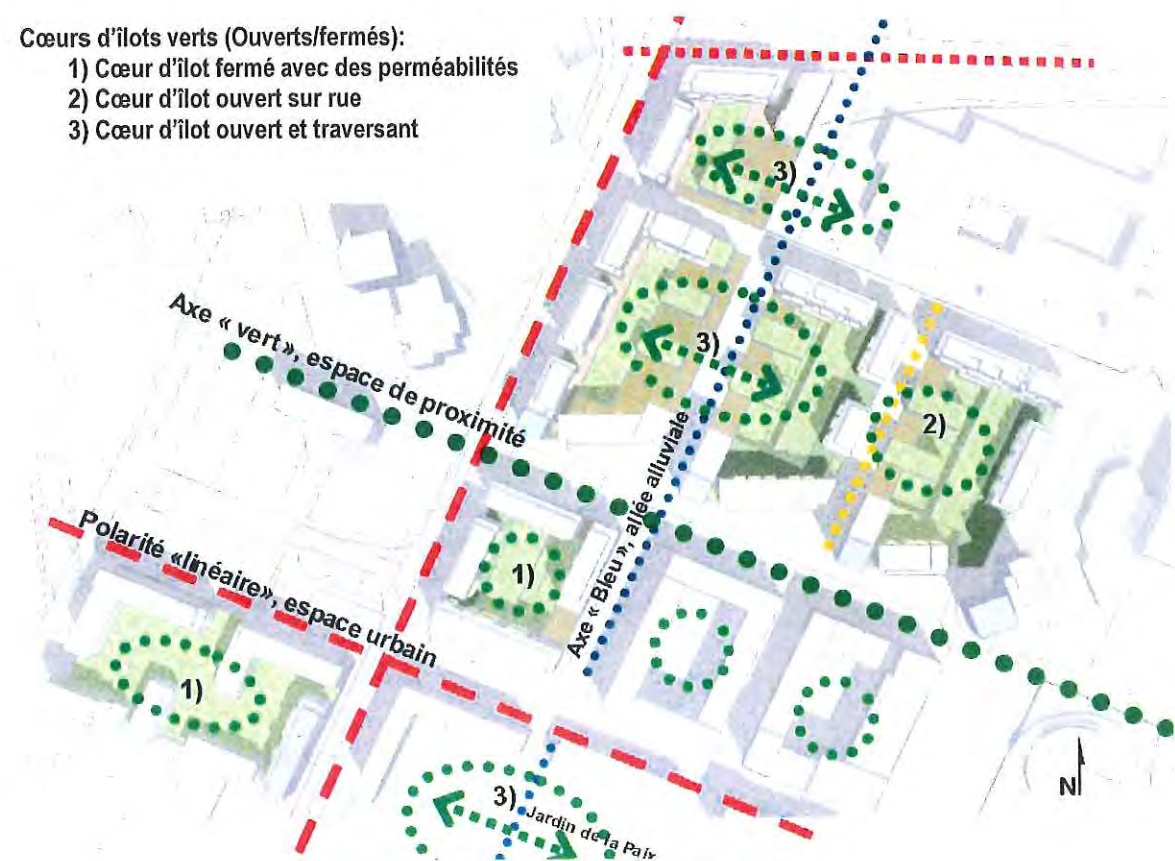 Cœurs d'îlots verts (Ouverts/fermés):
1) Cœur d'îlot fermé avec des perméabilités
2) Cœur d'îlot ouvert sur rue
3) Cœur d'îlot ouvert et traversant
3)
Axe « vert», espace de proximité
3)
2)
Axe « Bleu », allée alluviale
Polarité «linéaire», espace urbain
1)
1)
3)
Jardin de la Paix
N